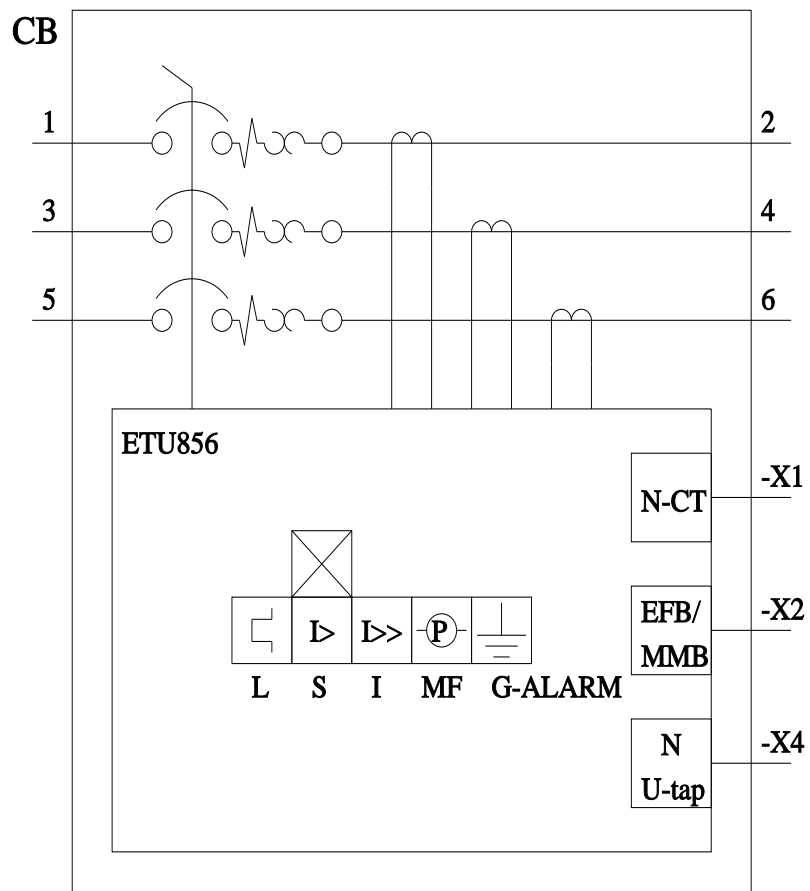 CB
1 2
3 4
5 6
ETU856
N-CT -X1
I> I>> P
L S I MF G-ALARM
EFB/
MMB
-X2
N
U-tap
-X4